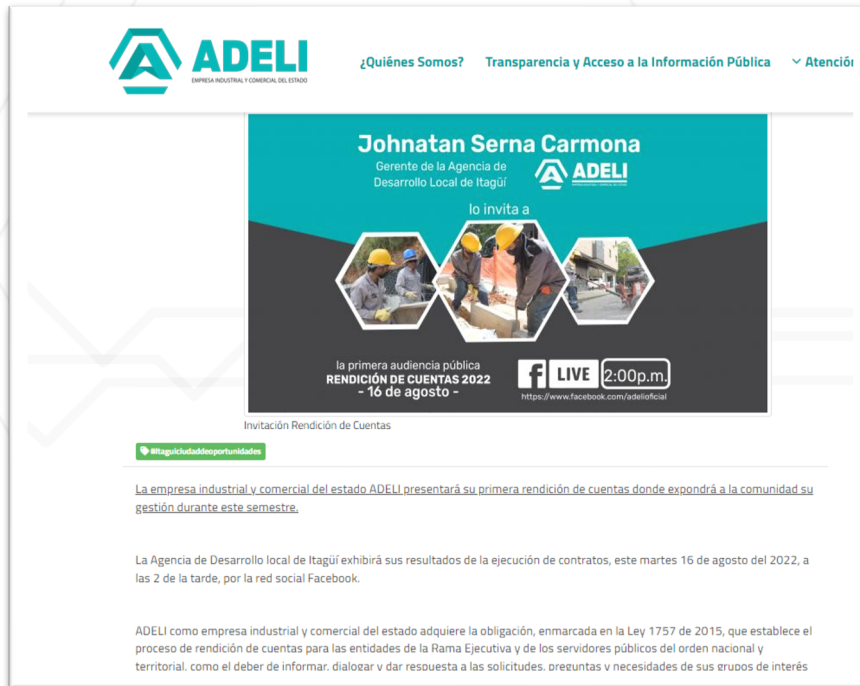 ADELI
EMPRESA INDUSTRIAL Y COMERCIAL DEL ESTADO
¿Quiénes Somos? Transparencia y Acceso a la Información Pública Atención
Johnatan Serna Carmona
Gerente de la Agencia de
Desarrollo Local de Itagüí
ADELI
lo invita a
la primera audiencia pública
RENDICIÓN DE CUENTAS 2022
- 16 de agosto -
f LIVE 2:00p.m.
https://www.facebook.com/adelioficial
Invitación Rendición de Cuentas
#Itaguiciudaddeoportunidades
La empresa industrial y comercial del estado ADELI presentará su primera rendición de cuentas donde expondrá a la comunidad su
gestión durante este semestre.
La Agencia de Desarrollo local de Itagüí exhibirá sus resultados de la ejecución de contratos, este martes 16 de agosto del 2022, a
las 2 de la tarde, por la red social Facebook.
ADELI como empresa industrial y comercial del estado adquiere la obligación, enmarcada en la Ley 1757 de 2015, que establece el
proceso de rendición de cuentas para las entidades de la Rama Ejecutiva y de los servidores públicos del orden nacional y
territorial, como el deber de informar, dialogar y dar respuesta a las solicitudes, preguntas y necesidades de sus grupos de interés